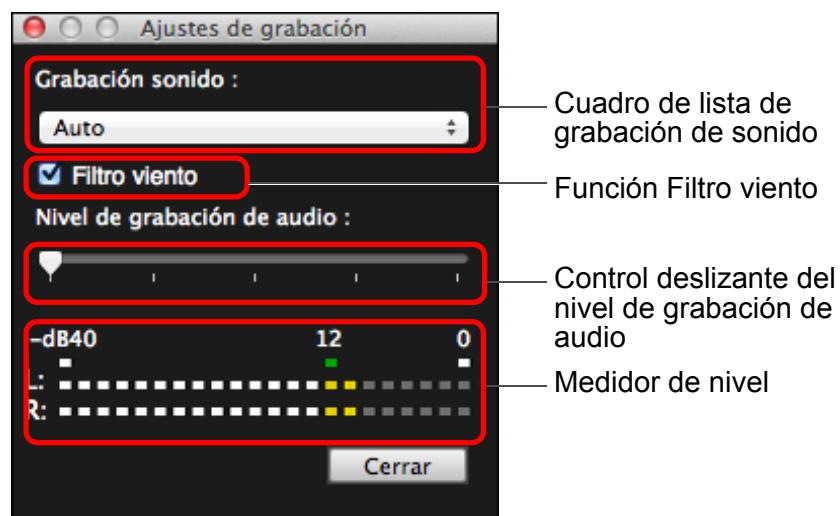 Ajustes de grabación
Grabación sonido :
Auto
Cuadro de lista de
grabación de sonido
Filtro viento
Función Filtro viento
Nivel de grabación de audio :
Control deslizante del
nivel de grabación de
audio
-dB40 12 0
L:
R:
Medidor de nivel
Cerrar